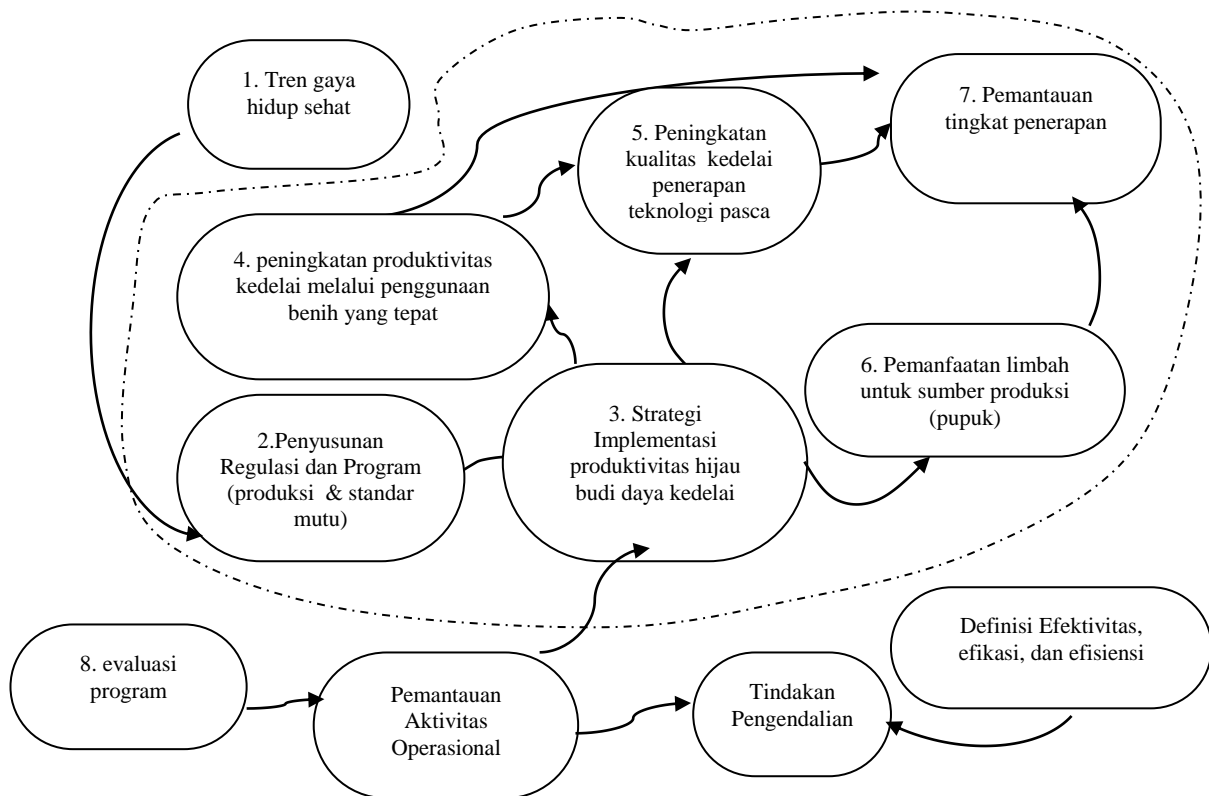 1. Tren gaya
hidup sehat
7. Pemantauan
tingkat penerapan
5. Peningkatan
kualitas kedelai
penerapan
teknologi pasca
4. peningkatan produktivitas
kedelai melalui penggunaan
benih yang tepat
6. Pemanfaatan limbah
untuk sumber produksi
(pupuk)
3. Strategi
Implementasi
produktivitas hijau
budi daya kedelai
2.Penyusunan
Regulasi dan Program
(produksi & standar
mutu)
Definisi Efektivitas,
efikasi, dan efisiensi
8. evaluasi
program
Pemantauan
Aktivitas
Operasional
Tindakan
Pengendalian